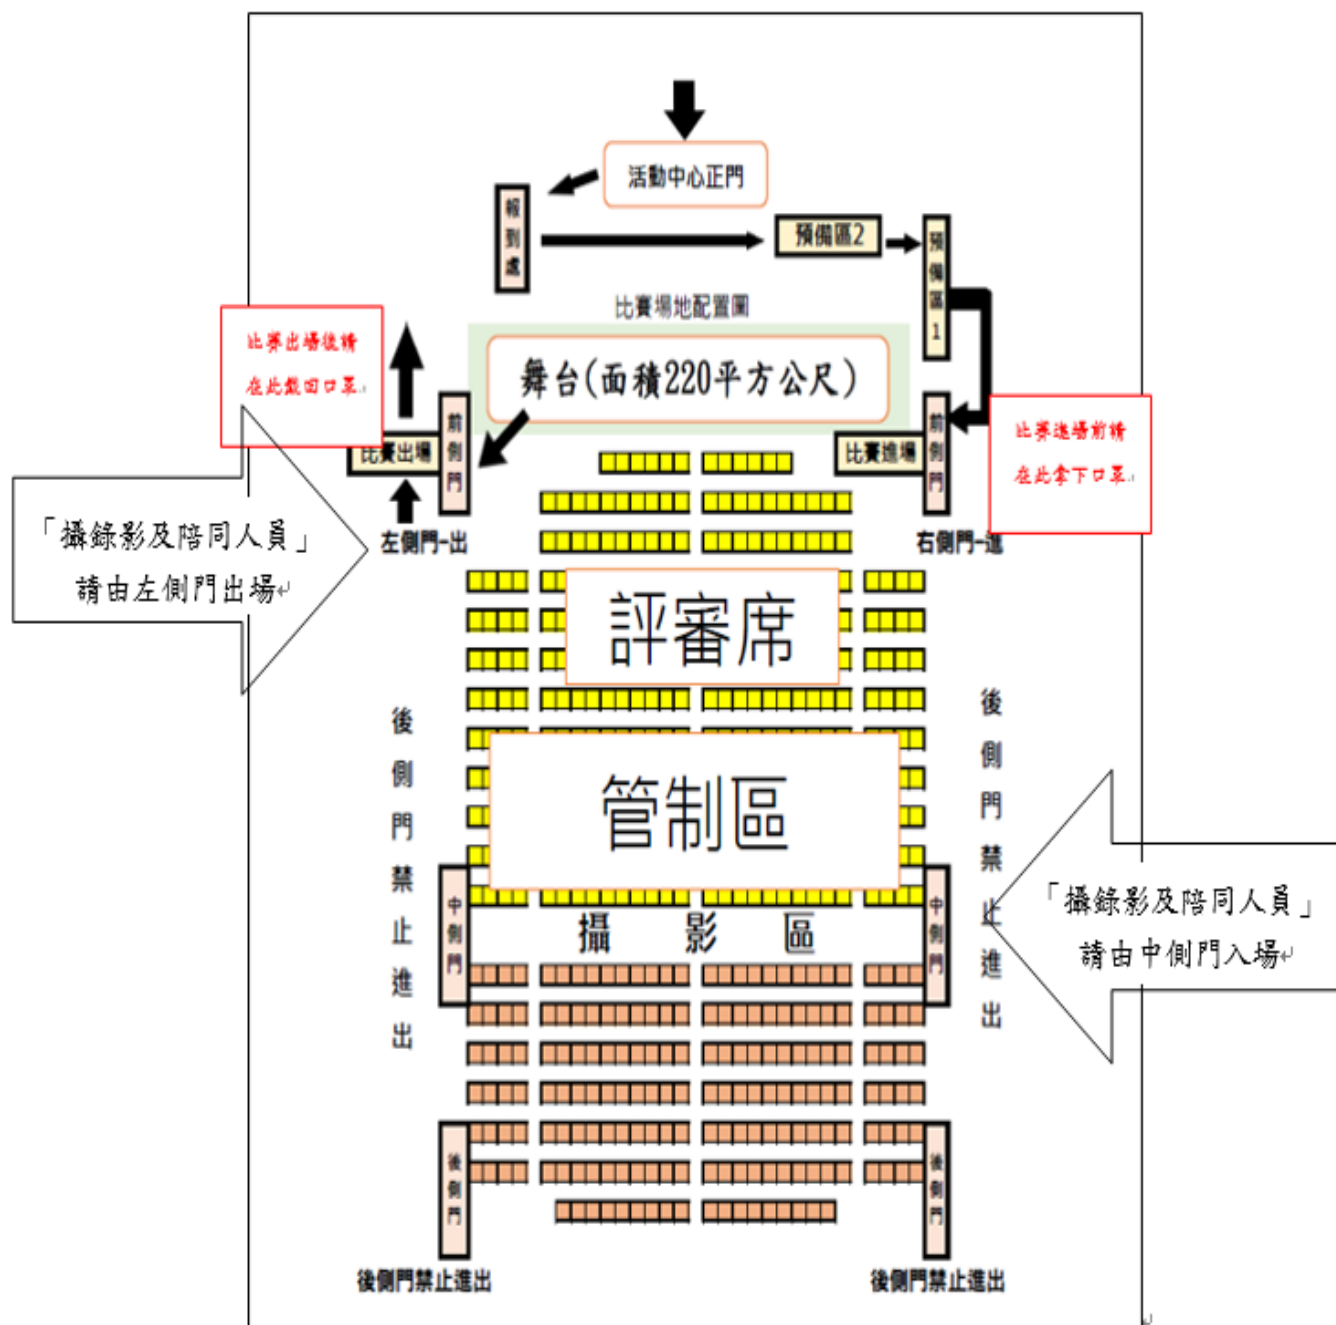 活動中心正門
報到處
預備區2
預備區1
比賽場地配置圖
舞台(面積220平方公尺)
比賽出場後請
在此戴回口罩
比賽出場
前側門
左側門-出
比賽進場
前側門
右側門-進
比賽進場前請
在此拿下口罩
「攝錄影及陪同人員」
請由左側門出場
評審席
管制區
後側門禁止進出
後側門禁止進出
中側門
攝影區
中側門
「攝錄影及陪同人員」
請由中側門入場
後側門
後側門
後側門禁止進出
後側門禁止進出